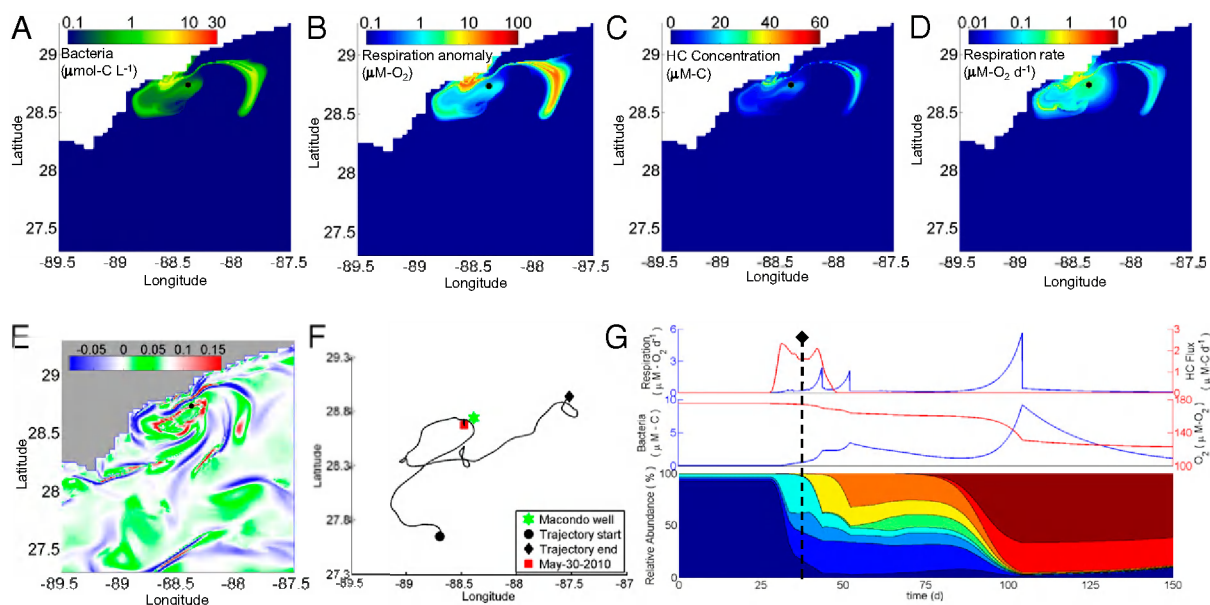 A
0.1 1 10 30
Bacteria
(μmol-C L-1)
29
28.5
28
27.5
Latitude
-89.5 -89 -88.5 -88 -87.5
Longitude
B
0.1 1 10 100
Respiration anomaly
(μM-O2)
29
28.5
28
27.5
Latitude
-89.5 -89 -88.5 -88 -87.5
Longitude
C
0 20 40 60
HC Concentration
(μM-C)
29
28.5
28
27.5
Latitude
-89.5 -89 -88.5 -88 -87.5
Longitude
D
0.01 0.1 1 10
Respiration rate
(μM-O2 d-1)
29
28.5
28
27.5
Latitude
-89.5 -89 -88.5 -88 -87.5
Longitude
E
-0.05 0 0.05 0.10 0.15
29
28.5
28
27.5
Latitude
-89.5 -89 -88.5 -88 -87.5
Longitude
F
29.3
28.8
28.3
27.8
27.3
Latitude
Macondo well
Trajectory start
Trajectory end
May-30-2010
-89.5 -89 -88.5 -88 -87.5 -87
Longitude
G
Respiration
(μM-O2 d-1)
6
3
0
3
2
1
0
HC Flux
(μM-C d-1)
Bacteria
(μM-C)
10
5
0
180
140
100
O2 (μM-O2)
Relative Abundance (%)
100
50
0
0 25 50 75 100 125 150
time (d)